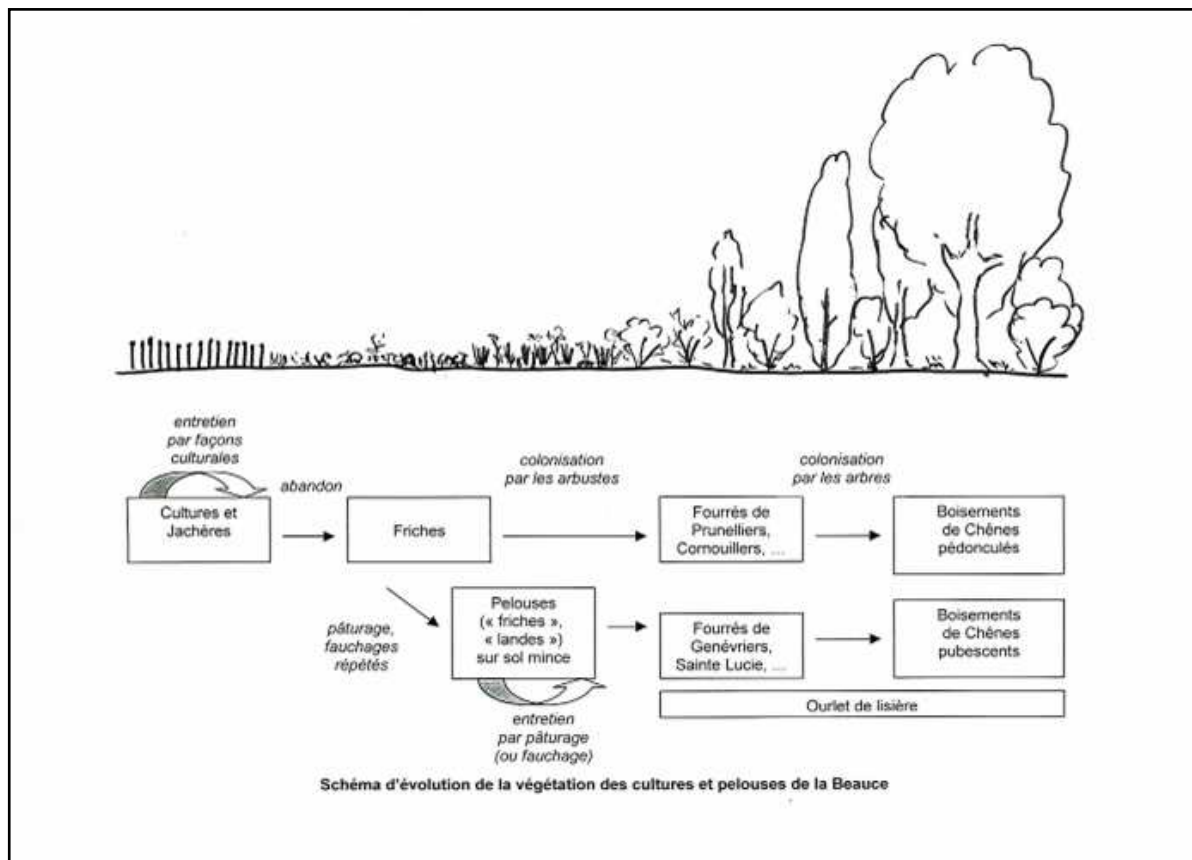 entretien
par façons
culturales
abandon
colonisation
par les arbustes
colonisation
par les arbres
Cultures et
Jachères
Friches
Fourrés de
Prunelliers,
Cornouillers, ...
Boisements
de Chênes
pédonculés
pâturage,
fauchages
répétés
Pelouses
(« friches »,
« landes »)
sur sol mince
Fourrés de
Genévriers,
Sainte Lucie, ...
Boisements
de Chênes
pubescents
Ourlet de lisière
entretien
par pâturage
(ou fauchage)
Schéma d'évolution de la végétation des cultures et pelouses de la Beauce